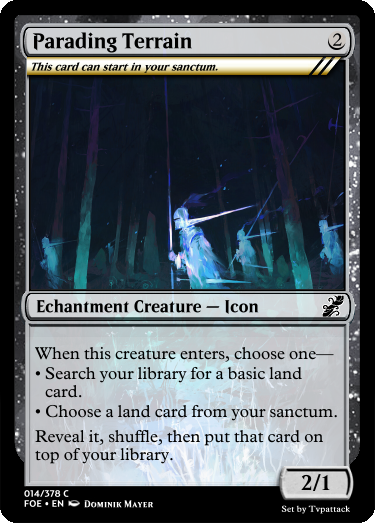 Parading Terrain 2
This card can start in your sanctum.
Echantment Creature — Icon
When this creature enters, choose one—
• Search your library for a basic land
card.
• Choose a land card from your sanctum.
Reveal it, shuffle, then put that card on
top of your library.
2/1
014/378 C
FOE • EN Dominik Mayer
Set by Tvpattack